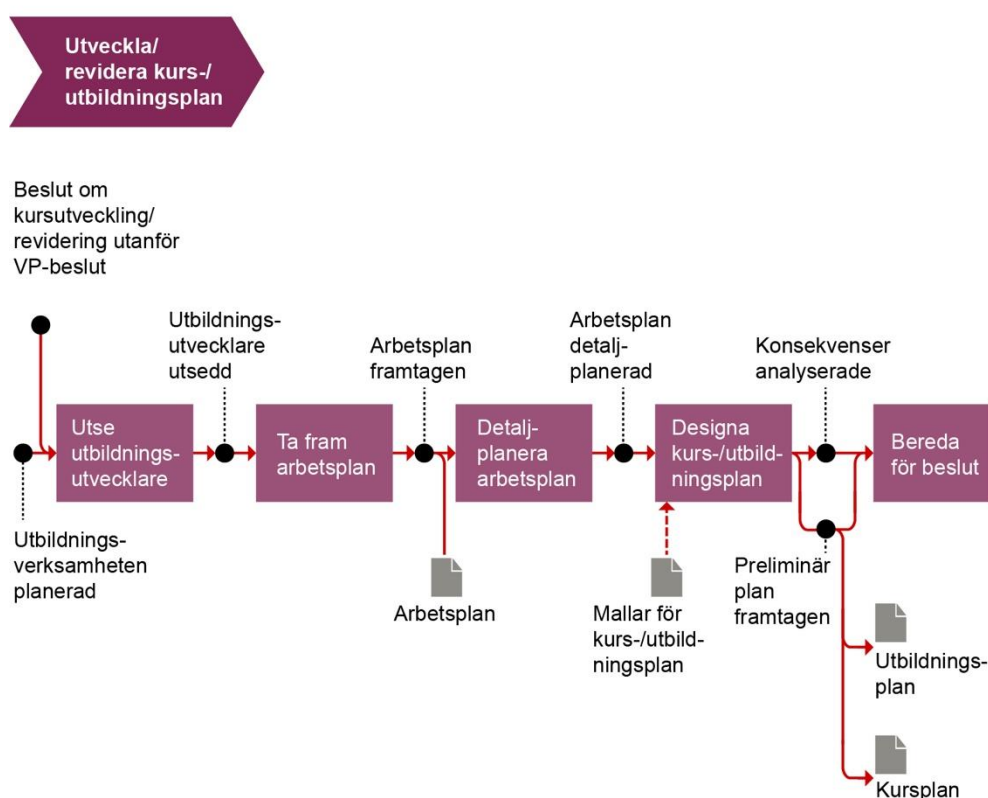 Utveckla/
revidera kurs-/
utbildningsplan
Beslut om
kursutveckling/
revidering utanför
VP-beslut
Utbildnings-
utvecklare
utsedd
Arbetsplan
framtagen
Arbetsplan
detalj-
planerad
Konsekvenser
analyserade
Utse
utbildnings-
utvecklare
Ta fram
arbetsplan
Detalj-
planera
arbetsplan
Designa
kurs-/utbild-
ningsplan
Bereda
för beslut
Utbildnings-
verksamheten
planerad
Arbetsplan
Mallar för
kurs-/utbild-
ningsplan
Preliminär
plan
framtagen
Utbildnings-
plan
Kursplan